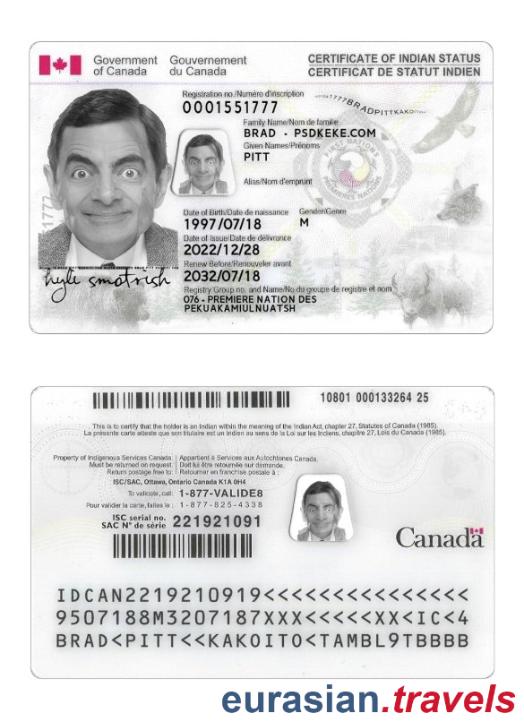 Government of Canada
Gouvernement du Canada
CERTIFICATE OF INDIAN STATUS
CERTIFICAT DE STATUT INDIEN
Registration no./Numéro d'inscription
0001551777
Family Name/Nom de famille
BRAD - PSDKEKE.COM
Given Names/Prénoms
PITT
Alias/Nom d'emprunt
Date of Birth/Date de naissance Gender/Genre
1997/07/18 M
Date of Issue/Date de délivrance
2022/12/28
Renew Before/Renouveler avant
2032/07/18
Registry Group no. and Name/No du groupe de registre et nom
076 - PREMIERE NATION DES
PEKUAKAMIULNUATSH
10801 000133264 25
This is to certify that the holder is an Indian within the meaning of the Indian Act, chapter 27, Statutes of Canada (1985).
La présente carte atteste que son titulaire est un Indien au sens de la Loi sur les Indiens, chapitre 27, Lois du Canada (1985).
Property of Indigenous Services Canada. Appartient à Services aux Autochtones Canada.
Must be returned on request. Doit lui être retournée sur demande.
Return postage free to: Retourner en franchise postale à :
ISC/SAC, Ottawa, Ontario Canada K1A 0H4
To validate, call: 1-877-VALIDE8
Pour valider la carte, faites le : 1-877-825-4338
ISC serial no.
SAC N° de série 221921091
Canada
IDCAN2219210919<<<<<<<<<<<<<<<
9507188M3207187XXX<<<<<XX<IC<4
BRAD<PITT<<KAKOITO<TAMBL9TBBBB
eurasian.travels